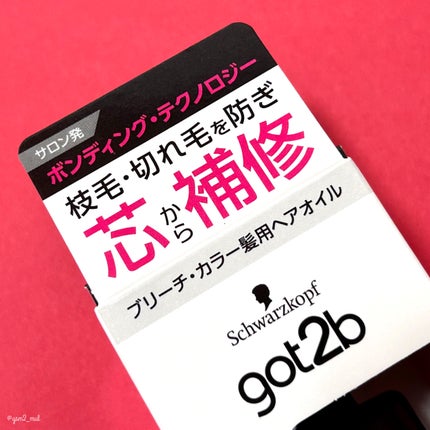 サロン発
ボンディング・テクノロジー
枝毛・切れ毛を防ぎ
芯から補修
ブリーチ・カラー髪用ヘアオイル
Schwarzkopf
got2b